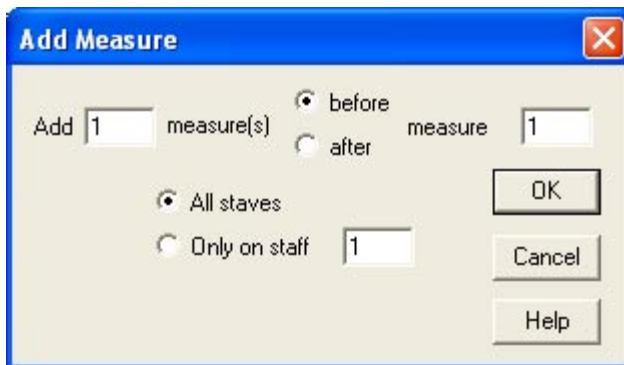 Add Measure
before
Add 1 measure(s) measure 1
after
All staves
OK
Only on staff 1
Cancel
Help